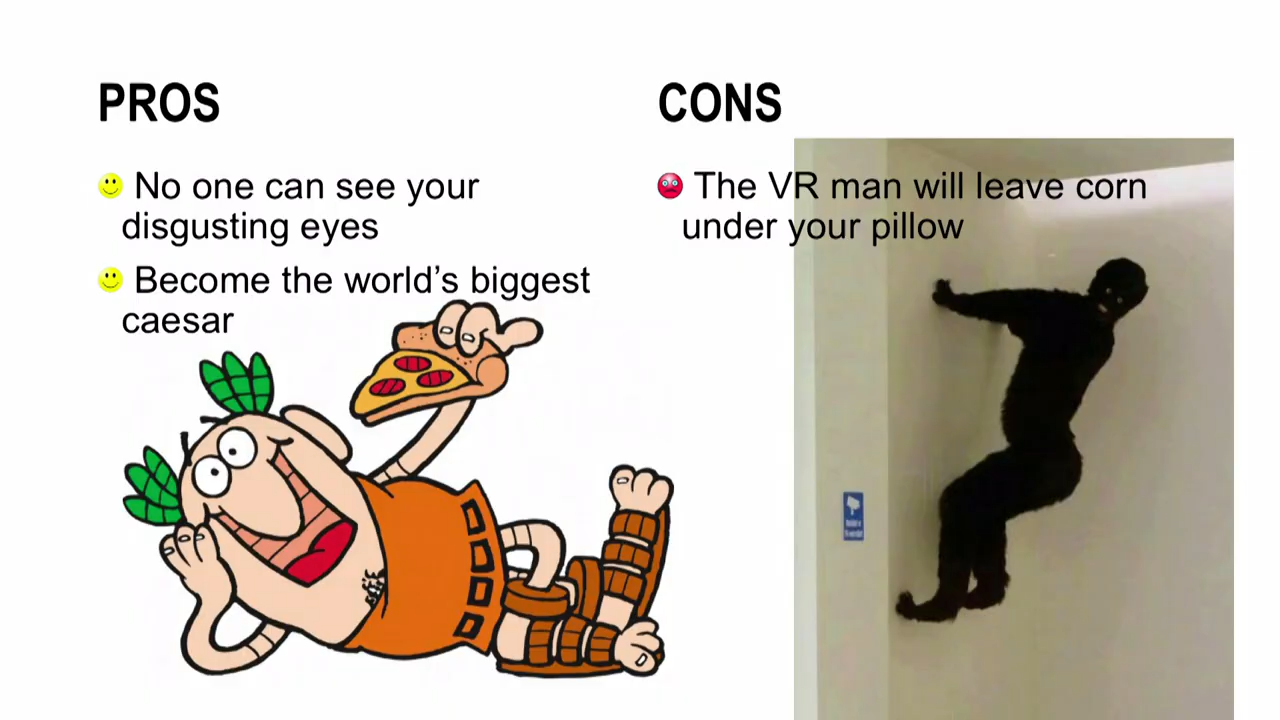 PROS
No one can see your
disgusting eyes
Become the world’s biggest
caesar
CONS
The VR man will leave corn
under your pillow